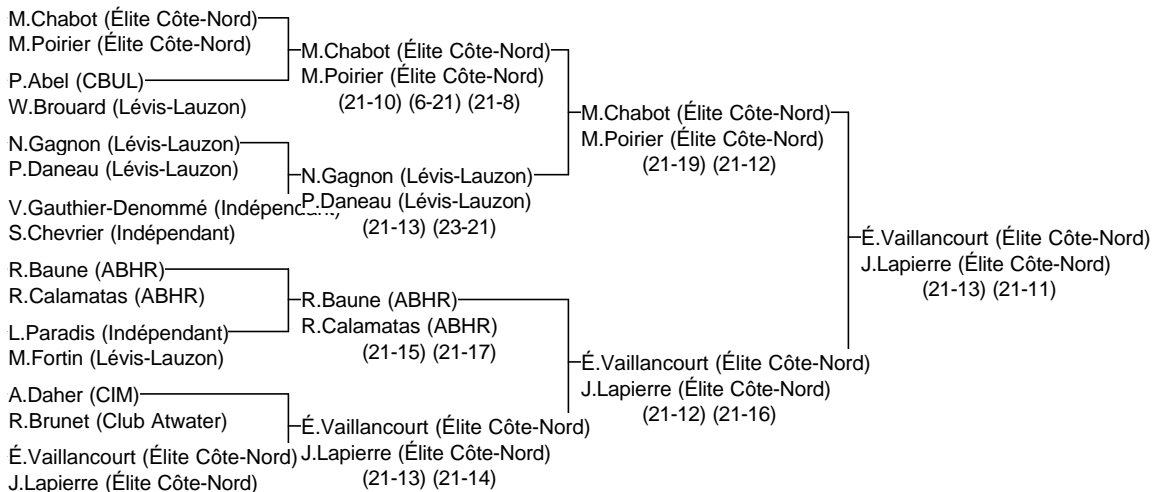 M.Chabot (Élite Côte-Nord)
M.Poirier (Élite Côte-Nord)
P.Abel (CBUL)
W.Brouard (Lévis-Lauzon)
N.Gagnon (Lévis-Lauzon)
P.Daneau (Lévis-Lauzon)
V.Gauthier-Denommé (Indépendant)
S.Chevrier (Indépendant)
R.Baune (ABHR)
R.Calamatas (ABHR)
L.Paradis (Indépendant)
M.Fortin (Lévis-Lauzon)
A.Daher (CIM)
R.Brunet (Club Atwater)
É.Vaillancourt (Élite Côte-Nord)
J.Lapierre (Élite Côte-Nord)
M.Chabot (Élite Côte-Nord)
M.Poirier (Élite Côte-Nord)
(21-10) (6-21) (21-8)
N.Gagnon (Lévis-Lauzon)
P.Daneau (Lévis-Lauzon)
(21-13) (23-21)
R.Baune (ABHR)
R.Calamatas (ABHR)
(21-15) (21-17)
É.Vaillancourt (Élite Côte-Nord)
J.Lapierre (Élite Côte-Nord)
(21-13) (21-14)
M.Chabot (Élite Côte-Nord)
M.Poirier (Élite Côte-Nord)
(21-19) (21-12)
É.Vaillancourt (Élite Côte-Nord)
J.Lapierre (Élite Côte-Nord)
(21-12) (21-16)
É.Vaillancourt (Élite Côte-Nord)
J.Lapierre (Élite Côte-Nord)
(21-13) (21-11)